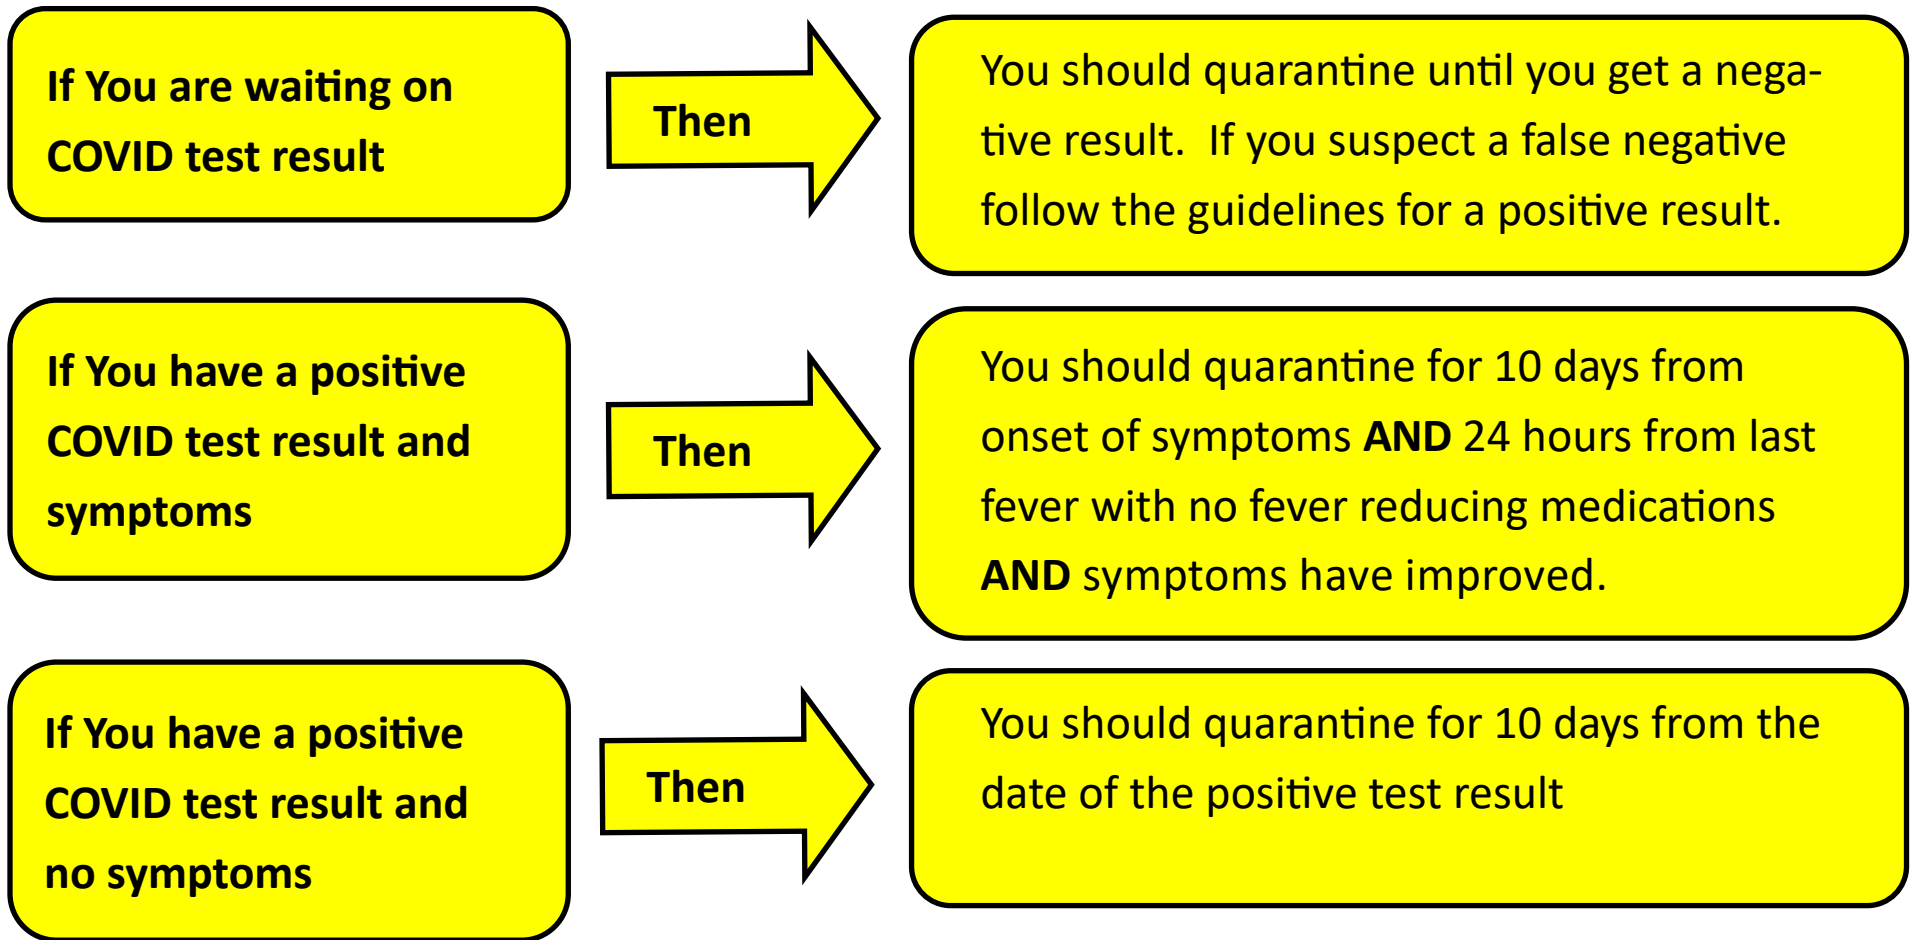 If You are waiting on
COVID test result
Then
You should quarantine until you get a nega-
tive result.  If you suspect a false negative
follow the guidelines for a positive result.
If You have a positive
COVID test result and
symptoms
Then
You should quarantine for 10 days from
onset of symptoms AND 24 hours from last
fever with no fever reducing medications
AND symptoms have improved.
If You have a positive
COVID test result and
no symptoms
Then
You should quarantine for 10 days from the
date of the positive test result